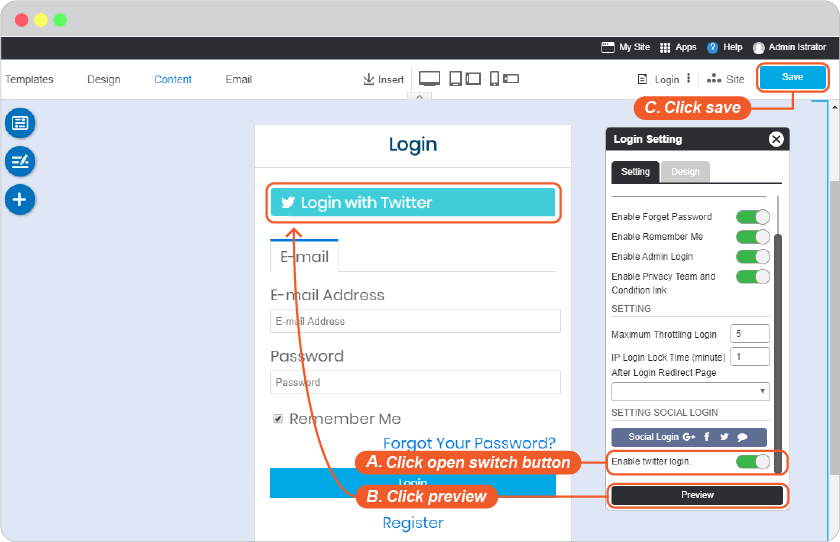 My Site
Apps
Help
Admin Istrator
Templates
Design
Content
Email
Insert
Login
Site
Save
C. Click save
Login
Login with Twitter
E-mail
E-mail Address
E-mail Address
Password
Password
Remember Me
Forgot Your Password?
A. Click open switch button
Login
B. Click preview
Register
Login Setting
Setting
Design
Enable Forget Password
Enable Remember Me
Enable Admin Login
Enable Privacy Team and
Condition link
SETTING
Maximum Throttling Login
5
IP Login Lock Time (minute)
1
After Login Redirect Page
SETTING SOCIAL LOGIN
Social Login G+ f
Enable twitter login.
Preview